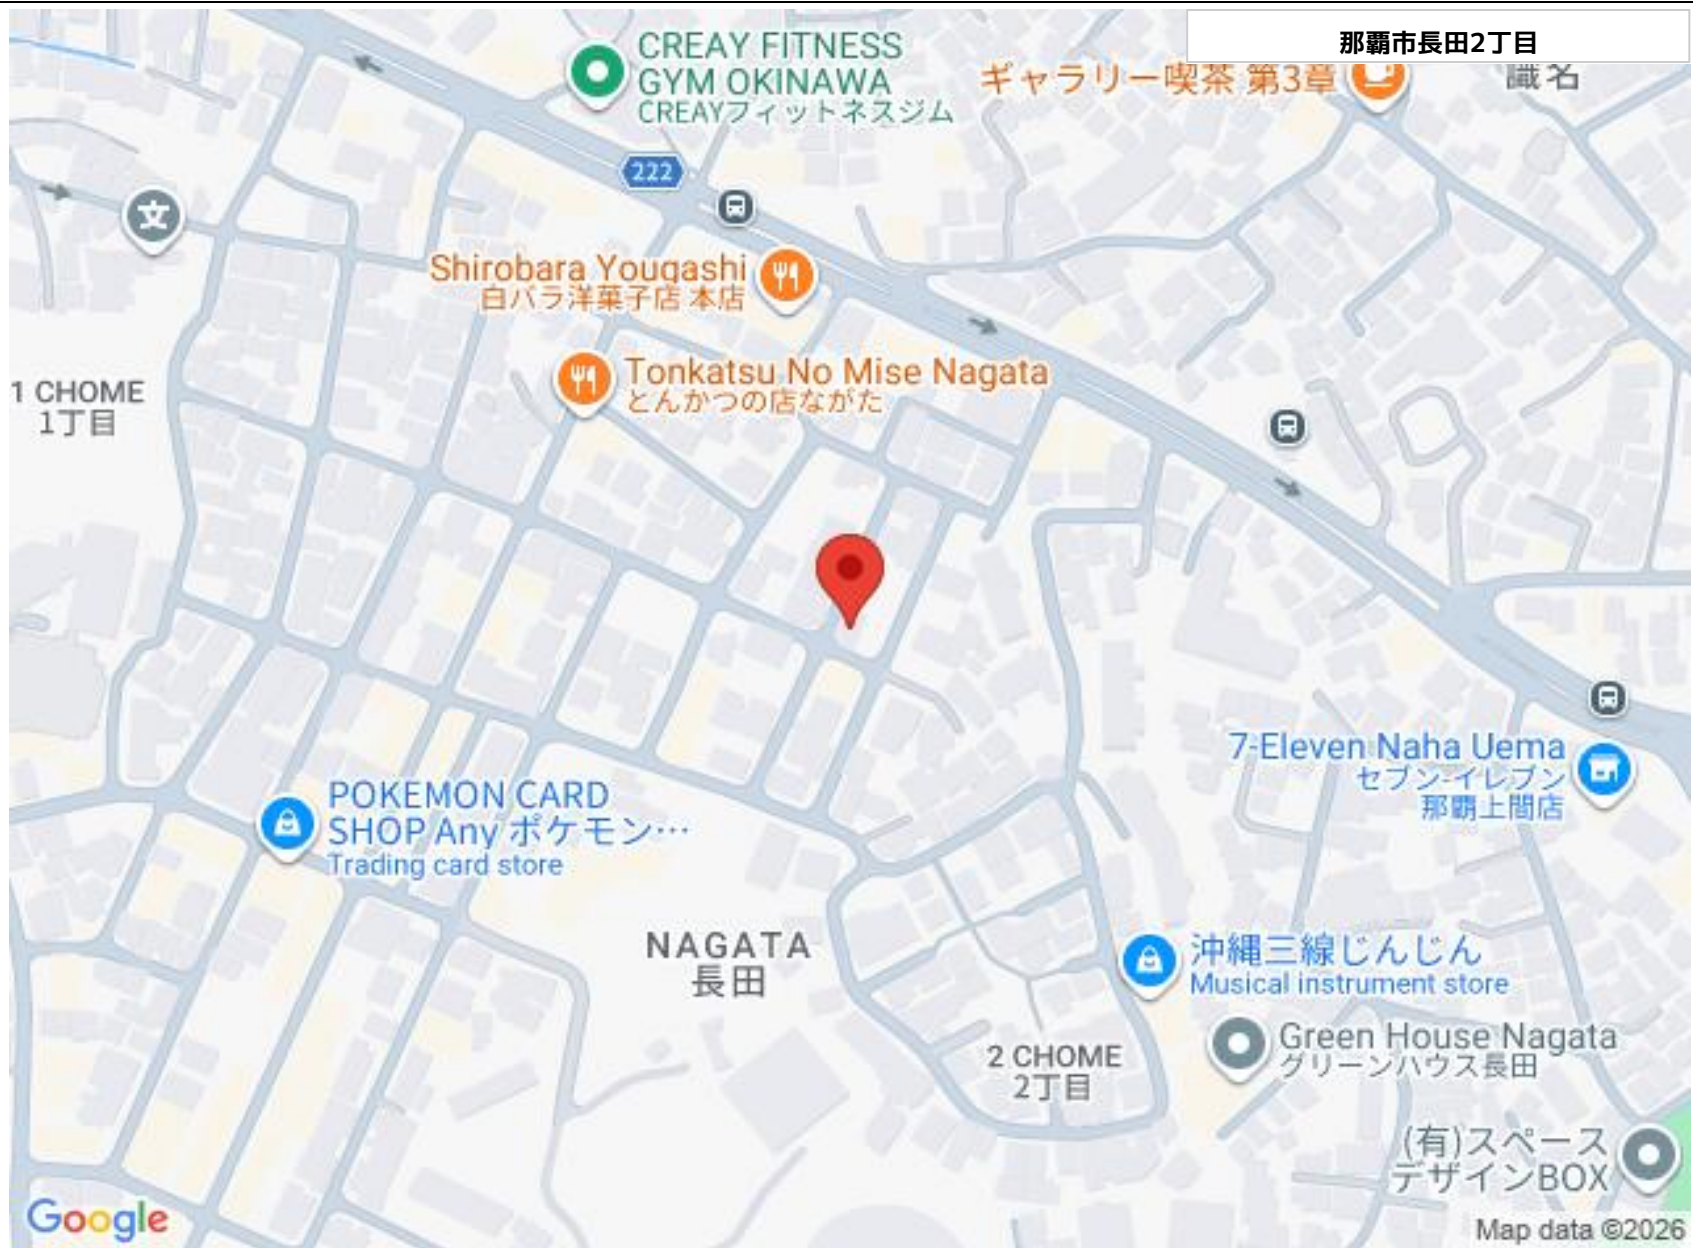 那覇市長田2丁目
CREAY FITNESS
GYM OKINAWA
CREAYフィットネスジム
ギャラリー喫茶 第3章
識名
222
文
Shirobara Yougashi
白バラ洋菓子店 本店
Tonkatsu No Mise Nagata
とんかつの店ながた
1 CHOME
1丁目
7-Eleven Naha Uema
セブン-イレブン
那覇上間店
POKEMON CARD
SHOP Any ポケモン…
Trading card store
NAGATA
長田
沖縄三線じんじん
Musical instrument store
Green House Nagata
グリーンハウス長田
2 CHOME
2丁目
(有)スペース
デザインBOX
Google
Map data ©2026